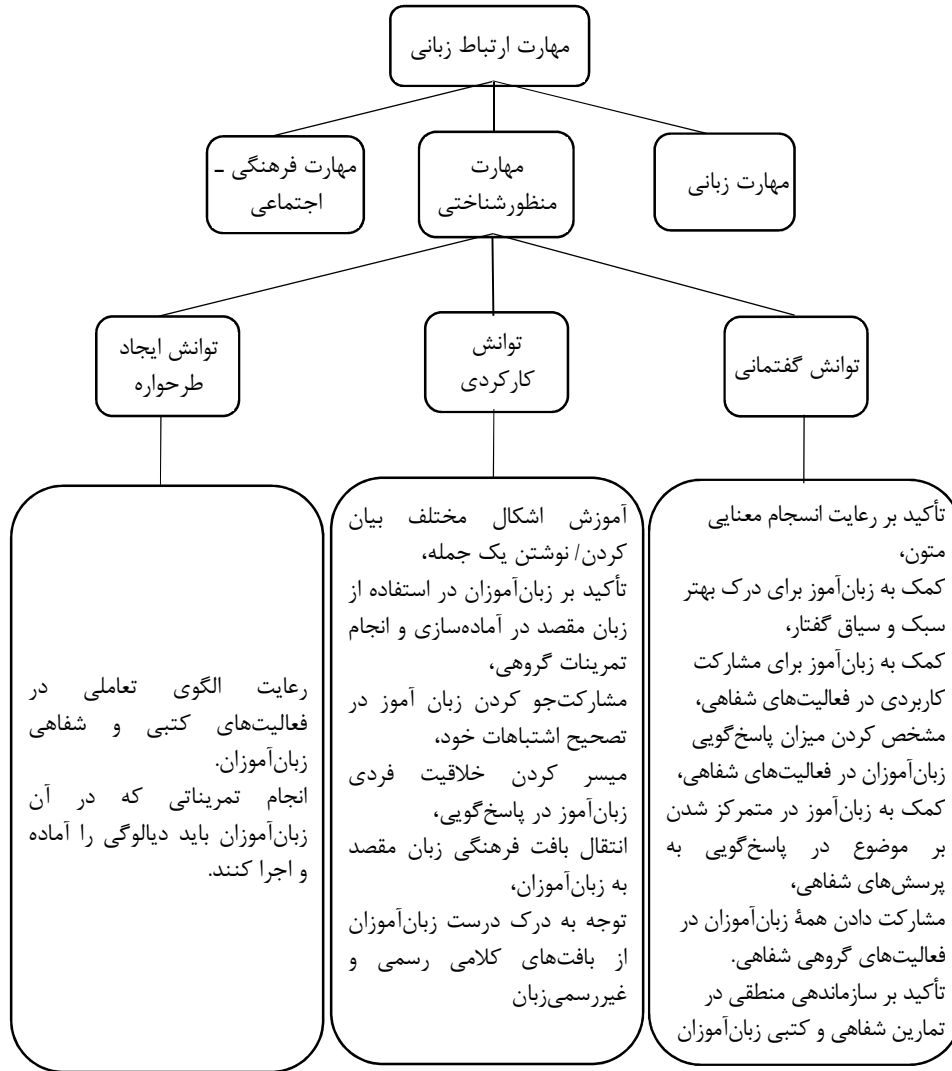 مهارت ارتباط زبانی
مهارت زبانی
مهارت
منظورشناختی
مهارت فرهنگی –
اجتماعی
توانش گفتمانی
توانش
کارکردی
توانش ایجاد
طرحواره
تأکید بر رعایت انسجام معنایی
متون،
کمک به زبان‌آموز برای درک بهتر
سبک و سیاق گفتار،
کمک به زبان‌آموز برای مشارکت
کاربردی در فعالیت‌های شفاهی،
مشخص کردن میزان پاسخ‌گویی
زبان‌آموزان در فعالیت‌های شفاهی،
کمک به زبان‌آموز در متمرکز شدن
بر موضوع در پاسخ‌گویی به
پرسش‌های شفاهی،
مشارکت دادن همهٔ زبان‌آموزان در
فعالیت‌های گروهی شفاهی.
تأکید بر سازماندهی منطقی در
تمارین شفاهی و کتبی زبان‌آموزان
آموزش اشکال مختلف بیان
کردن/ نوشتن یک جمله،
تأکید بر زبان‌آموزان در استفاده از
زبان مقصد در آماده‌سازی و انجام
تمرینات گروهی،
مشارکت‌جو کردن زبان آموز در
تصحیح اشتباهات خود،
میسر کردن خلاقیت فردی
زبان‌آموز در پاسخ‌گویی،
انتقال بافت فرهنگی زبان مقصد
به زبان‌آموزان،
توجه به درک درست زبان‌آموزان
از بافت‌های کلامی رسمی و
غیررسمی‌زبان
رعایت الگوی تعاملی در
فعالیت‌های کتبی و شفاهی
زبان‌آموزان.
انجام تمریناتی که در آن
زبان‌آموزان باید دیالوگی را آماده
و اجرا کنند.